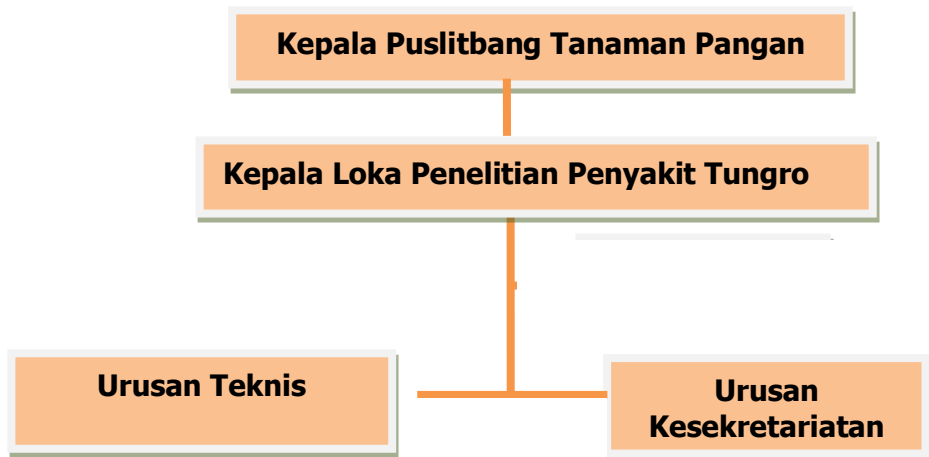 Kepala Puslitbang Tanaman Pangan
Kepala Loka Penelitian Penyakit Tungro
Urusan Teknis
Urusan
Kesekretariatan